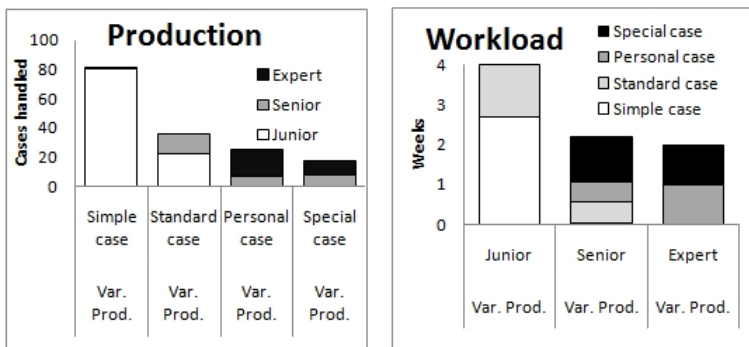 Production
100
80
60
40
20
0
Cases handled
Expert
Senior
Junior
Simple case
Standard case
Personal case
Special case
Var. Prod.
Var. Prod.
Var. Prod.
Var. Prod.
Workload
4
3
2
1
0
Weeks
Special case
Personal case
Standard case
Simple case
Junior
Senior
Expert
Var. Prod.
Var. Prod.
Var. Prod.